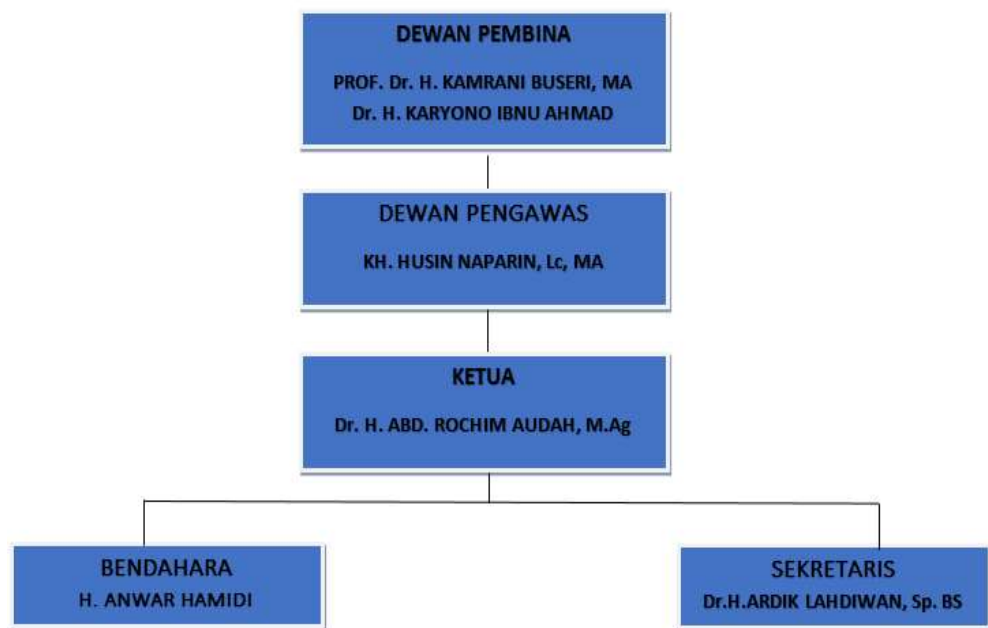 DEWAN PEMBINA
PROF. Dr. H. KAMRANI BUSERI, MA
Dr. H. KARYONO IBNU AHMAD
DEWAN PENGAWAS
KH. HUSIN NAPARIN, Lc, MA
KETUA
Dr. H. ABD. ROCHIM AUDAH, M.Ag
BENDAHARA
H. ANWAR HAMIDI
SEKRETARIS
Dr.H.ARDIK LAHDIWAN, Sp. BS